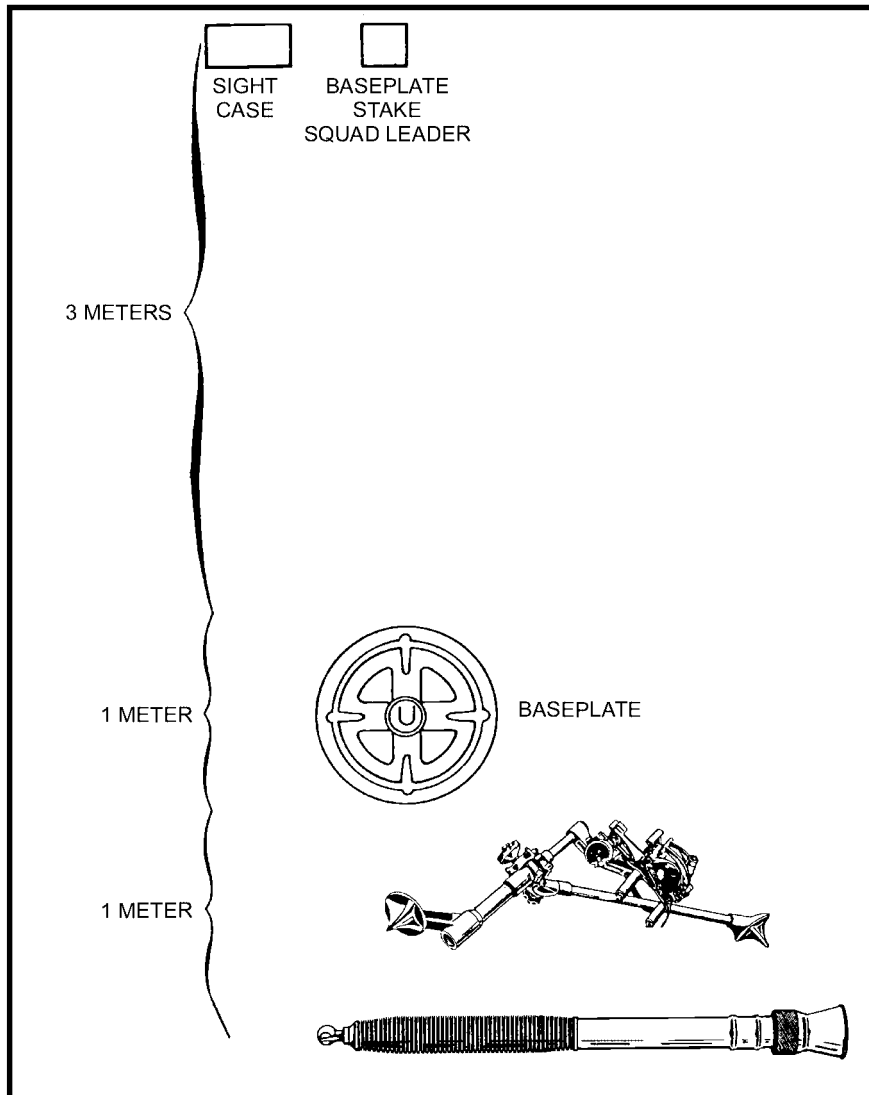 SIGHT
CASE
BASEPLATE
STAKE
SQUAD LEADER
3 METERS
1 METER
U
BASEPLATE
1 METER